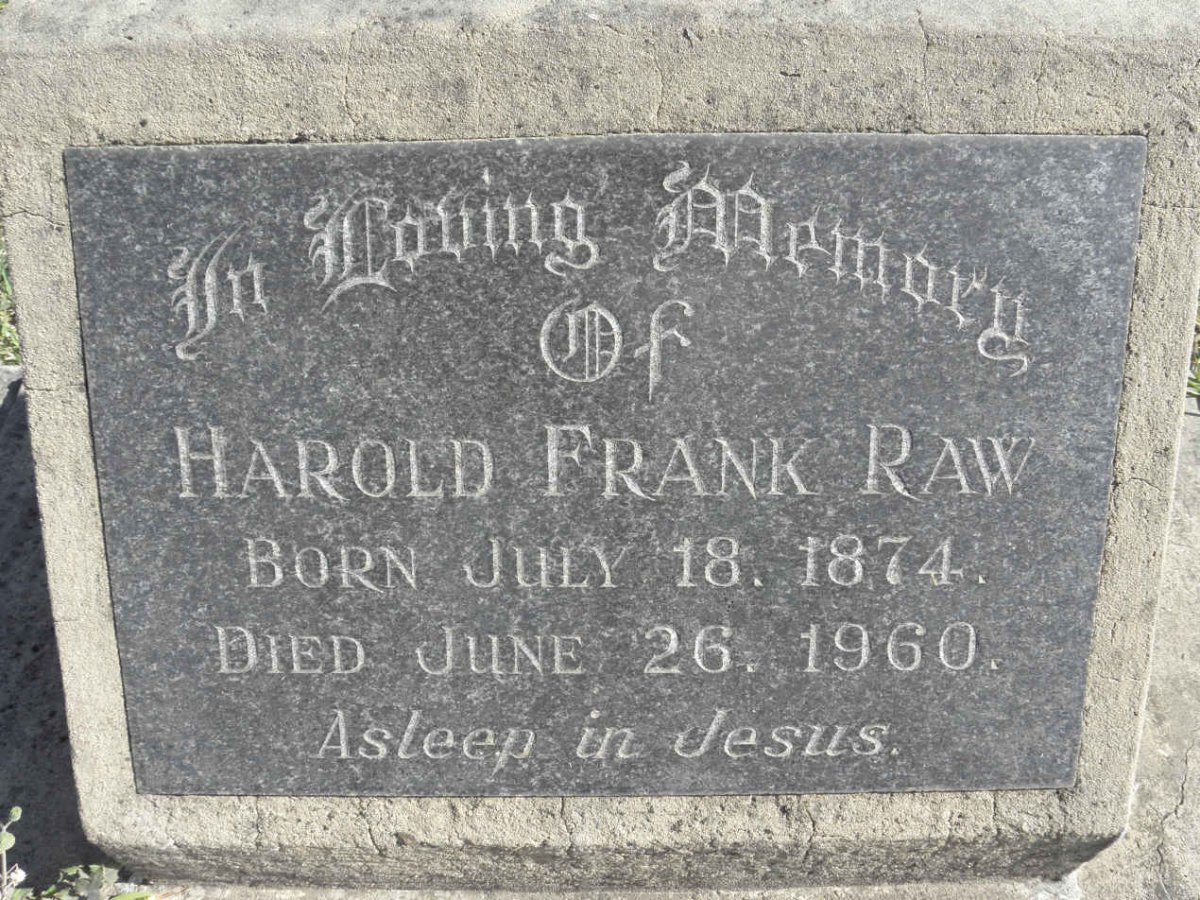 In Loving Memory
Of
HAROLD FRANK RAW
BORN JULY 18. 1874.
DIED JUNE 26. 1960.
Asleep in Jesus.